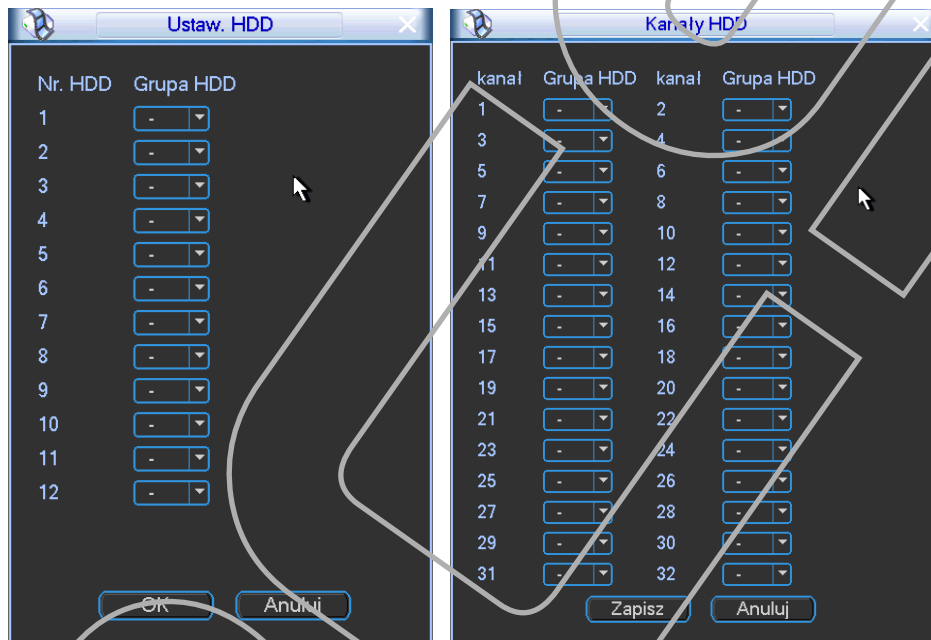 Ustaw. HDD
Nr. HDD Grupa HDD
1 -
2 -
3 -
4 -
5 -
6 -
7 -
8 -
9 -
10 -
11 -
12 -
OK Anuluj
Kanały HDD
kanał Grupa HDD kanał Grupa HDD
1 - 2 -
3 - 4 -
5 - 6 -
7 - 8 -
9 - 10 -
11 - 12 -
13 - 14 -
15 - 16 -
17 - 18 -
19 - 20 -
21 - 22 -
23 - 24 -
25 - 26 -
27 - 28 -
29 - 30 -
31 - 32 -
Zapisz Anuluj